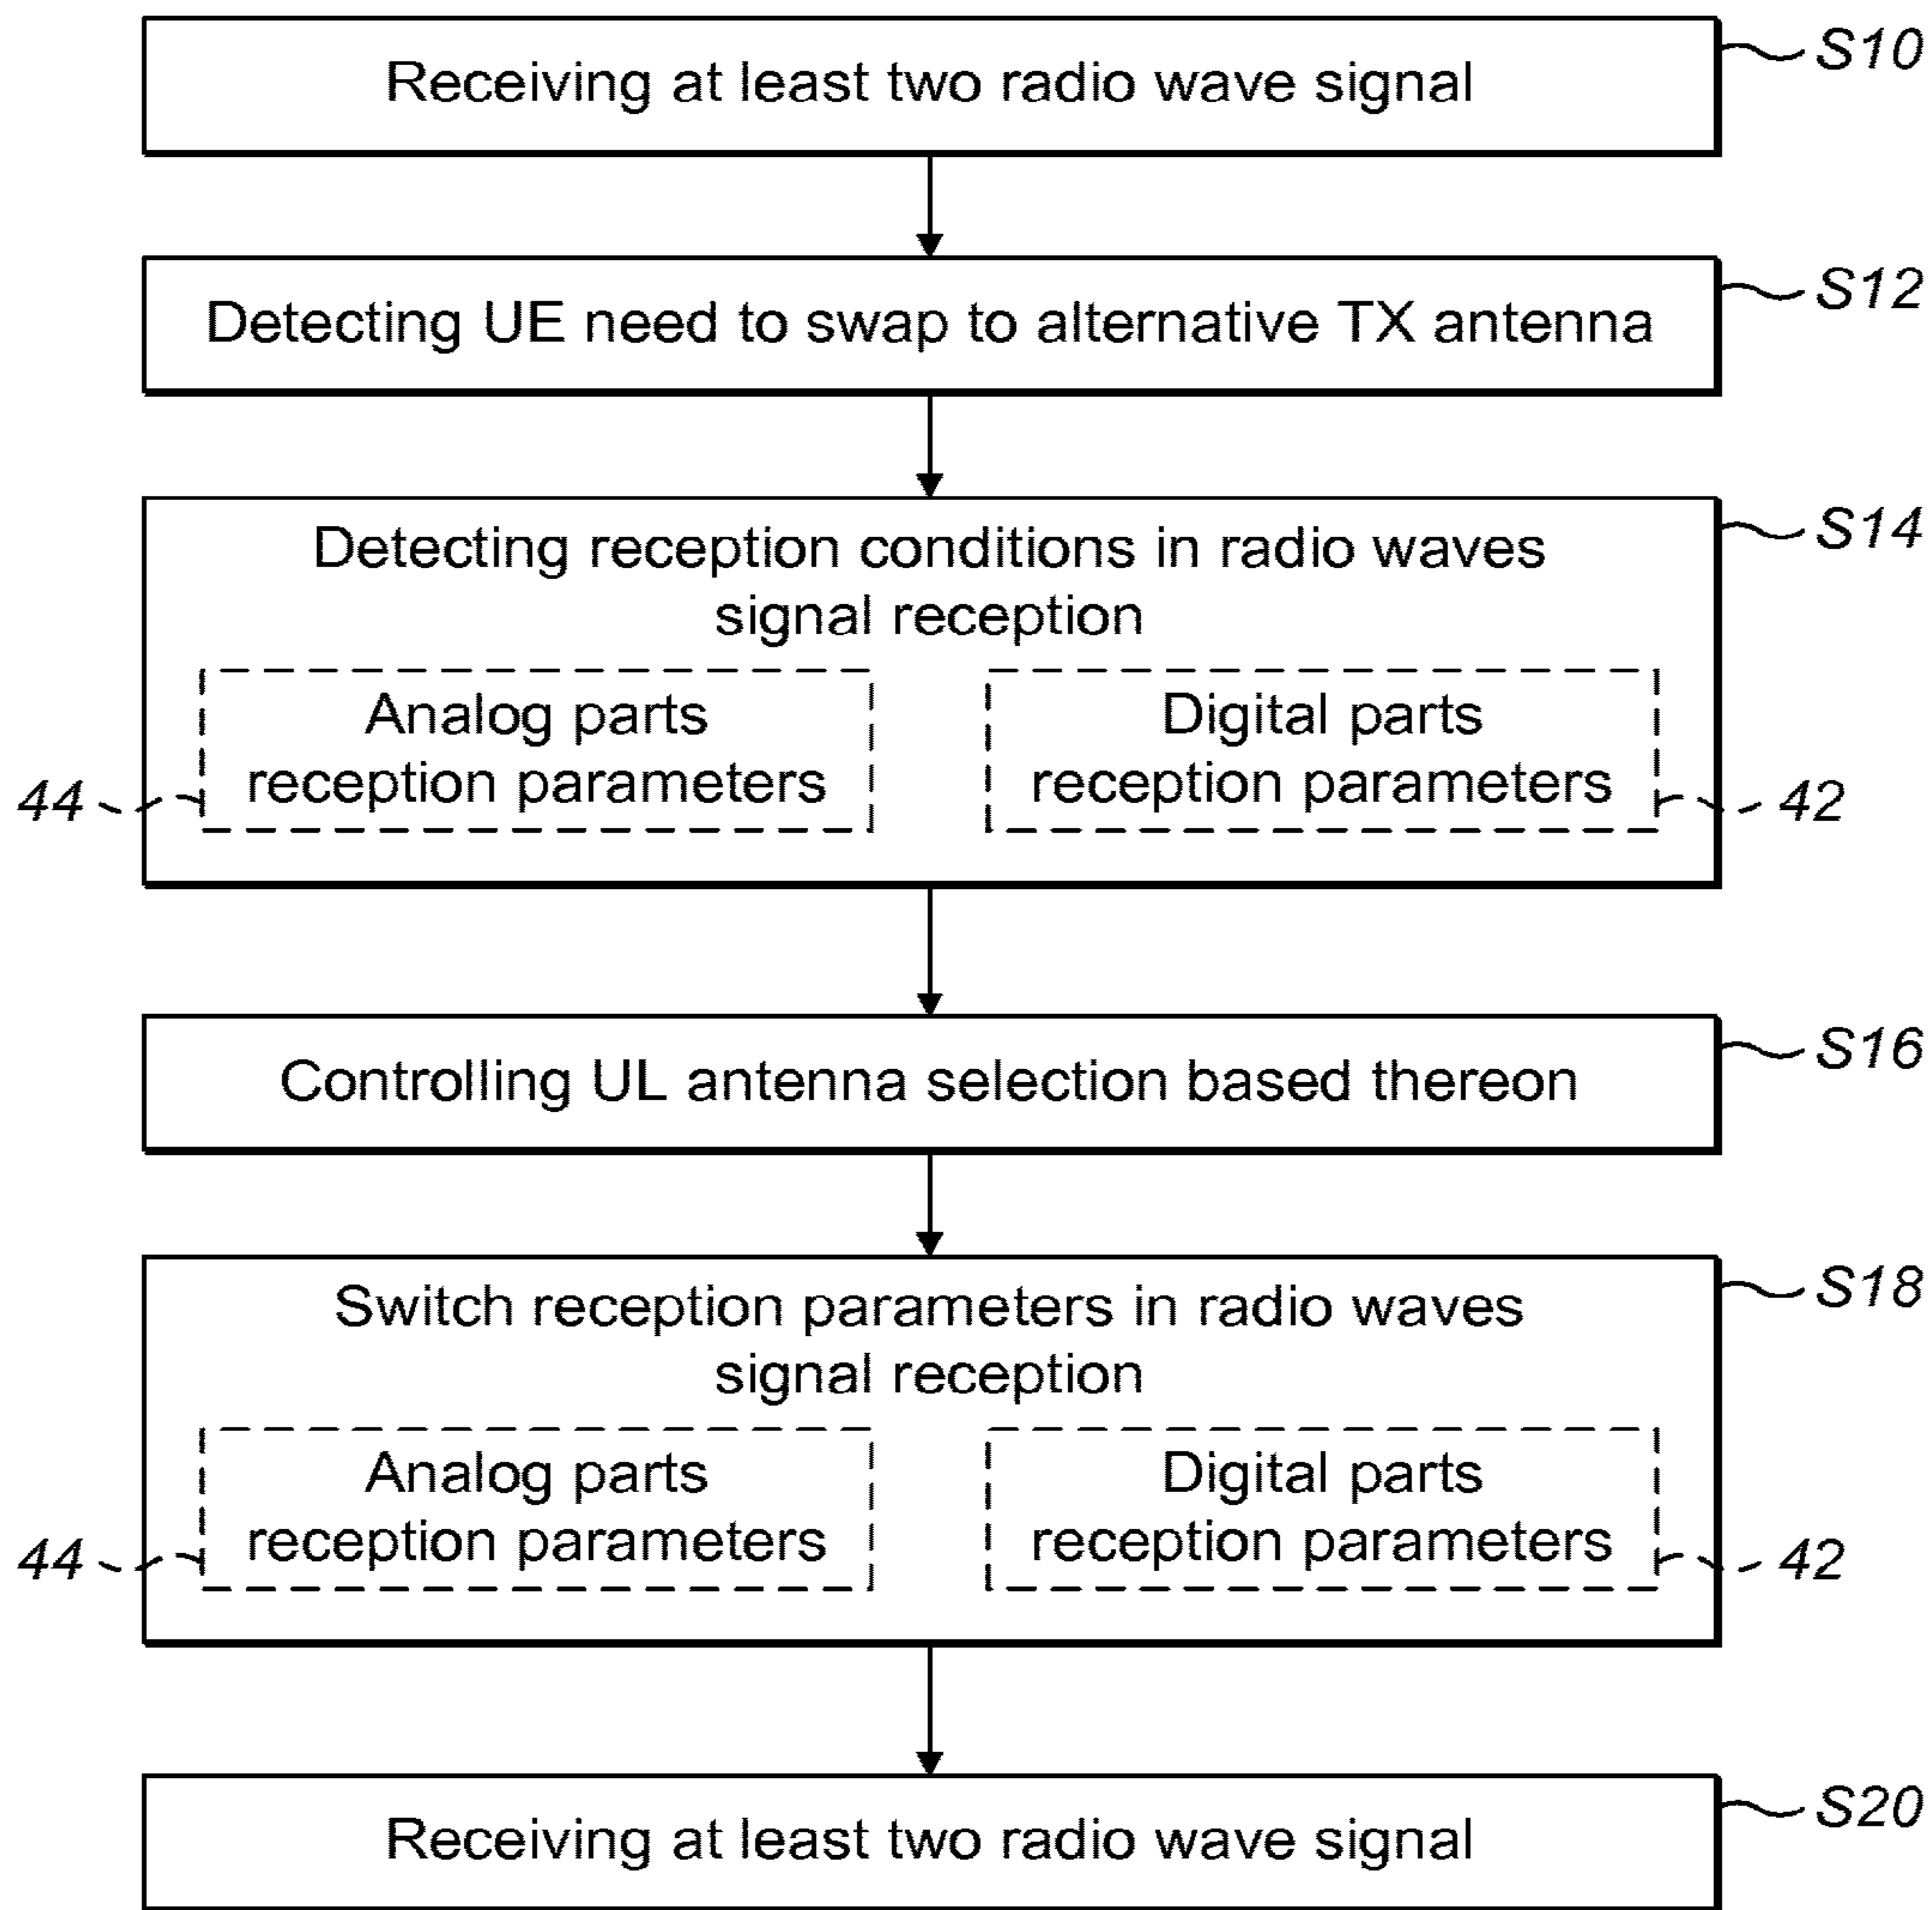 Receiving at least two radio wave signal
S10
Detecting UE need to swap to alternative TX antenna
S12
Detecting reception conditions in radio waves
signal reception
S14
Analog parts
reception parameters
44
Digital parts
reception parameters
42
Controlling UL antenna selection based thereon
S16
Switch reception parameters in radio waves
signal reception
S18
Analog parts
reception parameters
44
Digital parts
reception parameters
42
Receiving at least two radio wave signal
S20